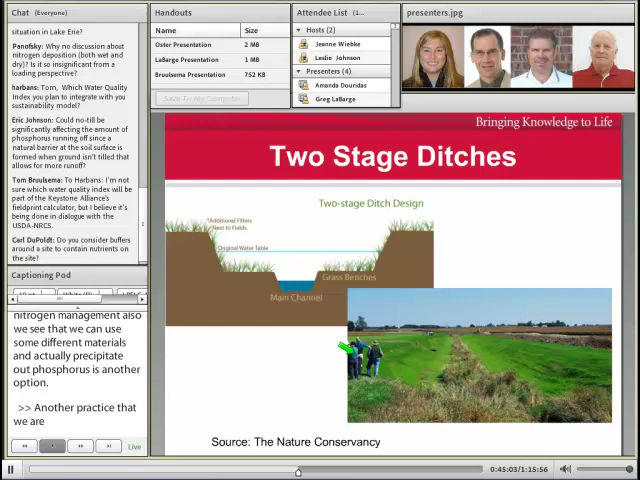 Chat (Everyone)
situation in Lake Erie?
Panofsky: Why no discussion about
nitrogen deposition (both wet and
dry)? Is it so insignificant from a
loading perspective?
harbans: Tom, Which Water Quality
Index you plan to integrate with you
sustainability model?
Eric Johnson: Could no-till be
significantly affecting the amount of
phosphorus running off since a
natural barrier at the soil surface is
formed when ground isn't tilled that
allows for more runoff?
Tom Bruulsema: To Harbans: I'm not
sure which water quality index will be
part of the Keystone Alliance's
fieldprint calculator, but I believe it's
being done in dialogue with the
USDA-NRCS.
Carl DuPoldt: Do you consider buffers
around a site to contain nutrients on
the site?
Captioning Pod
nitrogen management also
we see that we can use
some different materials
and actually precipitate
out phosphorus is another
option.
>> Another practice that
we are
Live
Handouts
Name Size
Oster Presentation 2 MB
LaBarge Presentation 1 MB
Bruulsema Presentation 752 KB
Save To My Computer
Attendee List (1...
Hosts (2)
Jeanne Wiebke
Leslie Johnson
Presenters (4)
Amanda Douridas
Greg LaBarge
presenters.jpg
Bringing Knowledge to Life
Two Stage Ditches
Two-stage Ditch Design
*Additional Filters
Next to Fields.
Original Water Table
Grass Benches
Main Channel
Source: The Nature Conservancy
0:45:03/1:15:56